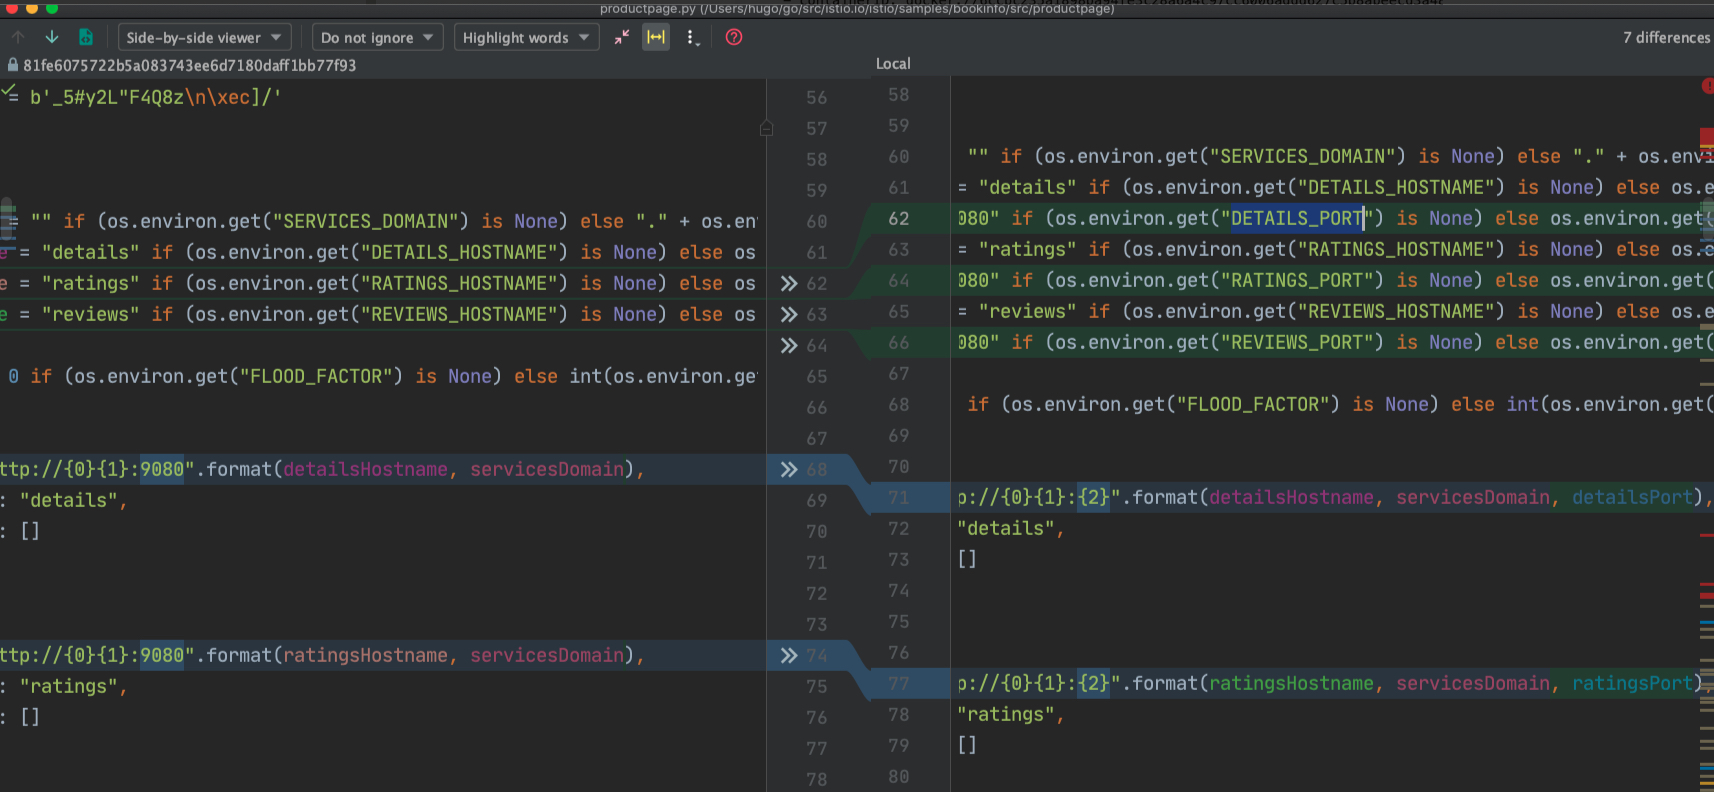 productpage.py (/Users/hugo/go/src/istio.io/istio/samples/bookinfo/src/productpage)
Side-by-side viewer
Do not ignore
Highlight words
7 differences
81fe6075722b5a083743ee6d7180daff1bb77f93
= b'_5#y2L"F4Q8z\n\xec]/'
56
57
58
59
= "" if (os.environ.get("SERVICES_DOMAIN") is None) else "." + os.en
60
e = "details" if (os.environ.get("DETAILS_HOSTNAME") is None) else os
61
e = "ratings" if (os.environ.get("RATINGS_HOSTNAME") is None) else os
62
e = "reviews" if (os.environ.get("REVIEWS_HOSTNAME") is None) else os
63
64
0 if (os.environ.get("FLOOD_FACTOR") is None) else int(os.environ.ge
65
66
67
ttp://{0}{1}:9080".format(detailsHostname, servicesDomain),
68
: "details",
69
: []
70
71
72
73
ttp://{0}{1}:9080".format(ratingsHostname, servicesDomain),
74
: "ratings",
75
: []
76
77
78
Local
58
59
60 "" if (os.environ.get("SERVICES_DOMAIN") is None) else "." + os.envi
61 = "details" if (os.environ.get("DETAILS_HOSTNAME") is None) else os.e
62 080" if (os.environ.get("DETAILS_PORT") is None) else os.environ.get(
63 = "ratings" if (os.environ.get("RATINGS_HOSTNAME") is None) else os.e
64 080" if (os.environ.get("RATINGS_PORT") is None) else os.environ.get(
65 = "reviews" if (os.environ.get("REVIEWS_HOSTNAME") is None) else os.e
66 080" if (os.environ.get("REVIEWS_PORT") is None) else os.environ.get(
67
68 if (os.environ.get("FLOOD_FACTOR") is None) else int(os.environ.get(
69
70
71 p://{0}{1}:{2}".format(detailsHostname, servicesDomain, detailsPort),
72 "details",
73 []
74
75
76
77 p://{0}{1}:{2}".format(ratingsHostname, servicesDomain, ratingsPort),
78 "ratings",
79 []
80